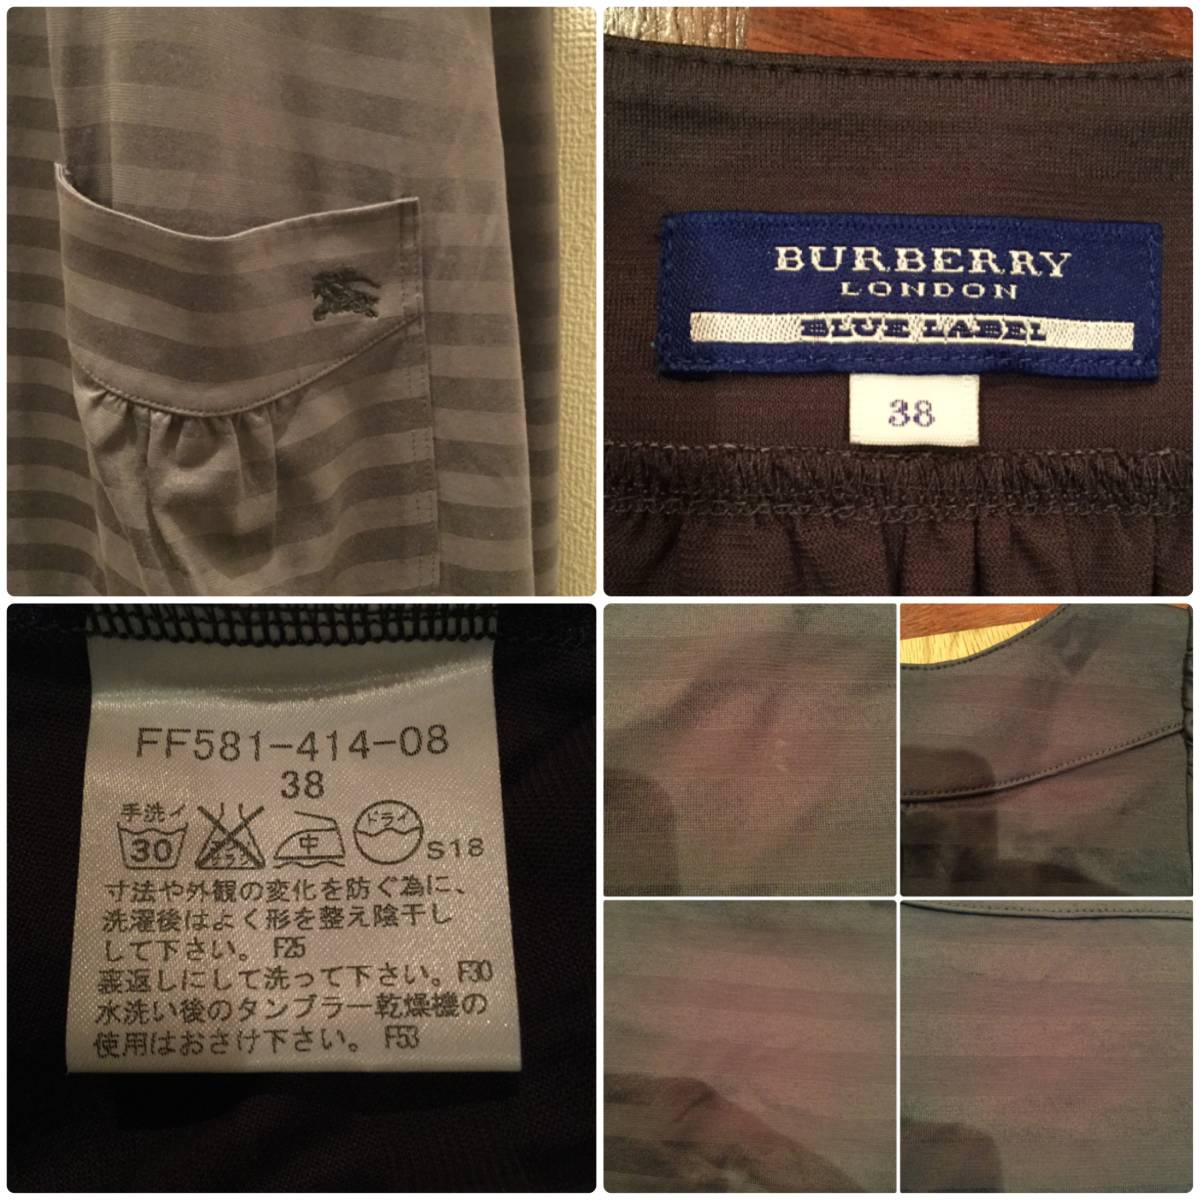 BURBERRY
LONDON
BLUE LABEL
38
FF581-414-08
38
手洗イ
30
中
ドライ
S18
寸法や外観の変化を防ぐ為に、
洗濯後はよく形を整え陰干し
して下さい。 F25
裏返しにして洗って下さい。 F30
水洗い後のタンブラー乾燥機の
使用はおさけ下さい。 F53